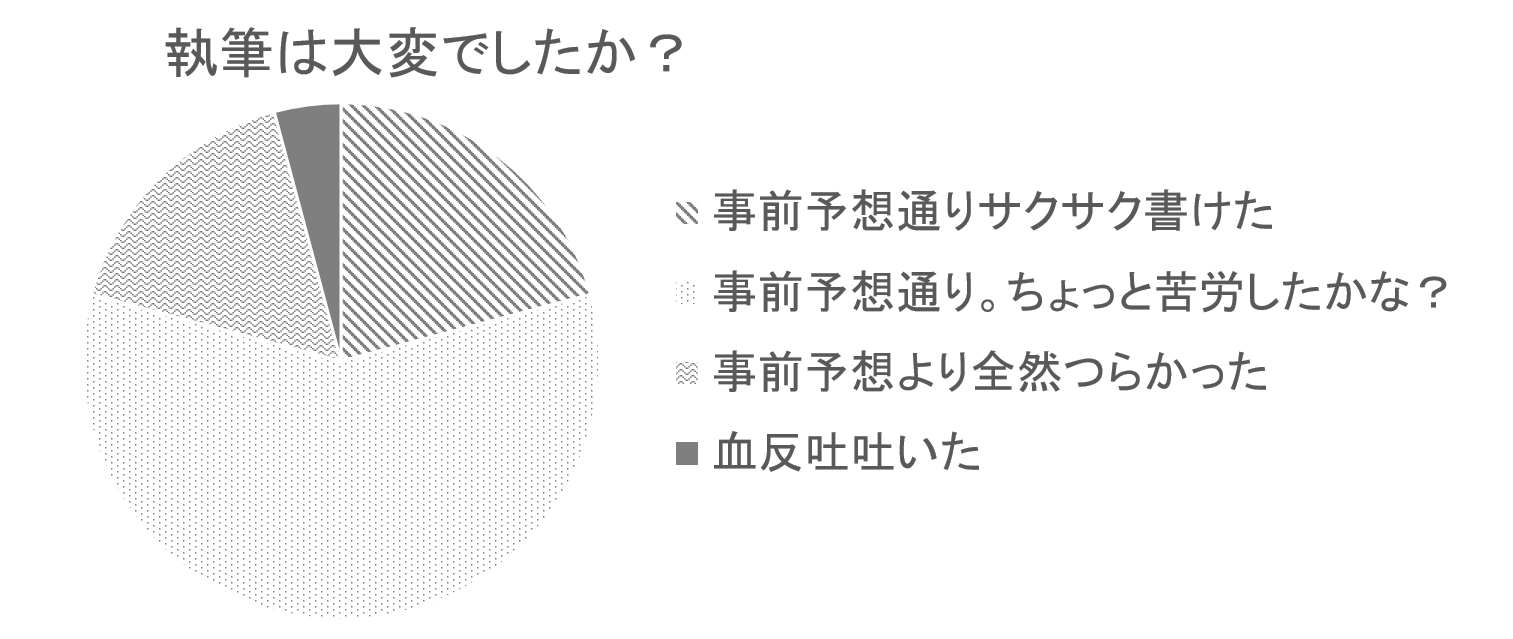 執筆は大変でしたか？
事前予想通りサクサク書けた
事前予想通り。ちょっと苦労したかな？
事前予想より全然つらかった
血反吐吐いた